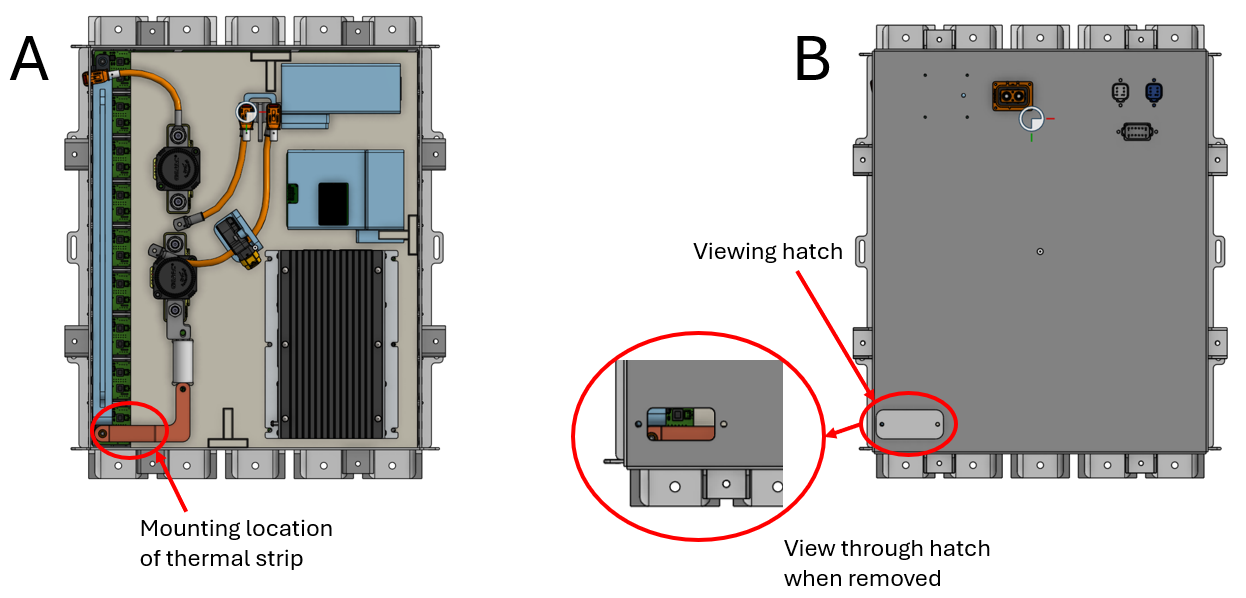 A
B
Viewing hatch
Mounting location
of thermal strip
View through hatch
when removed